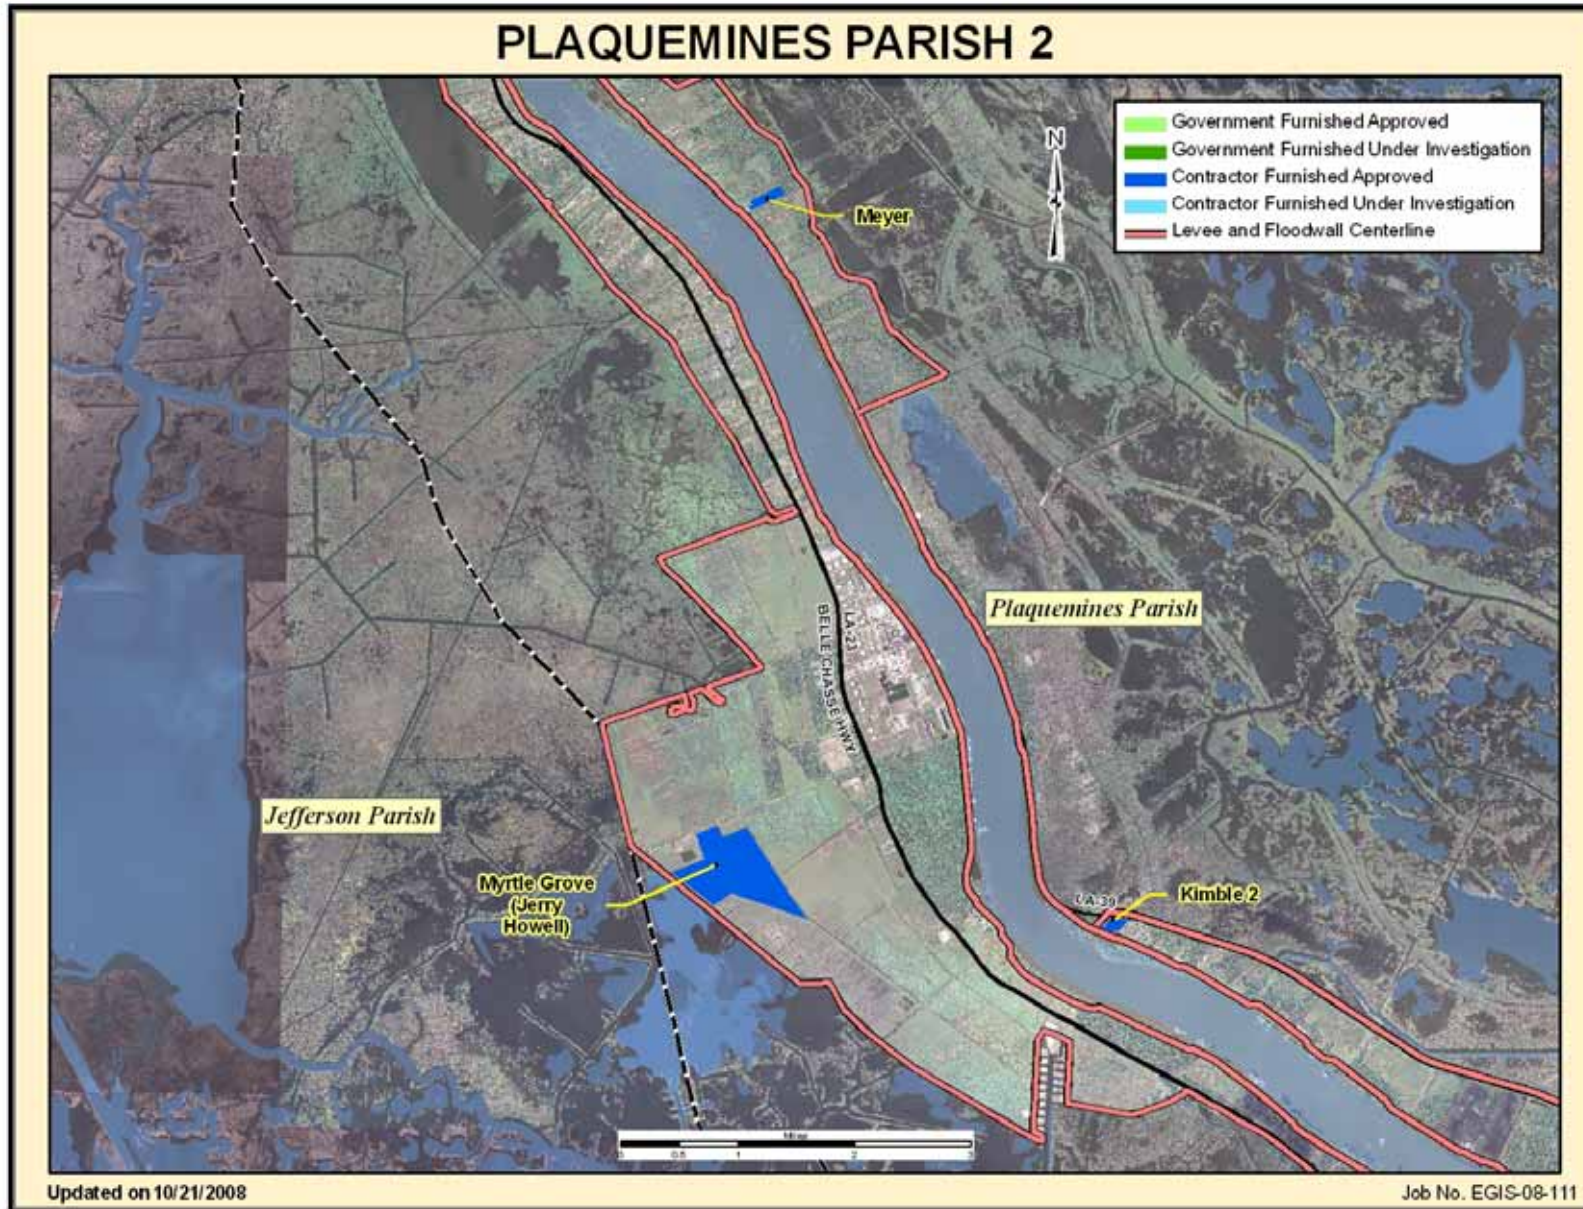 PLAQUEMINES PARISH 2
N
Government Furnished Approved
Government Furnished Under Investigation
Contractor Furnished Approved
Contractor Furnished Under Investigation
Levee and Floodwall Centerline
Meyer
Plaquemines Parish
LA-23
BELLE CHASSE HWY
Jefferson Parish
Myrtle Grove
(Jerry
Howell)
LA-39
Kimble 2
Miles
0 0.5 1 2 3
Updated on 10/21/2008
Job No. EGIS-08-111